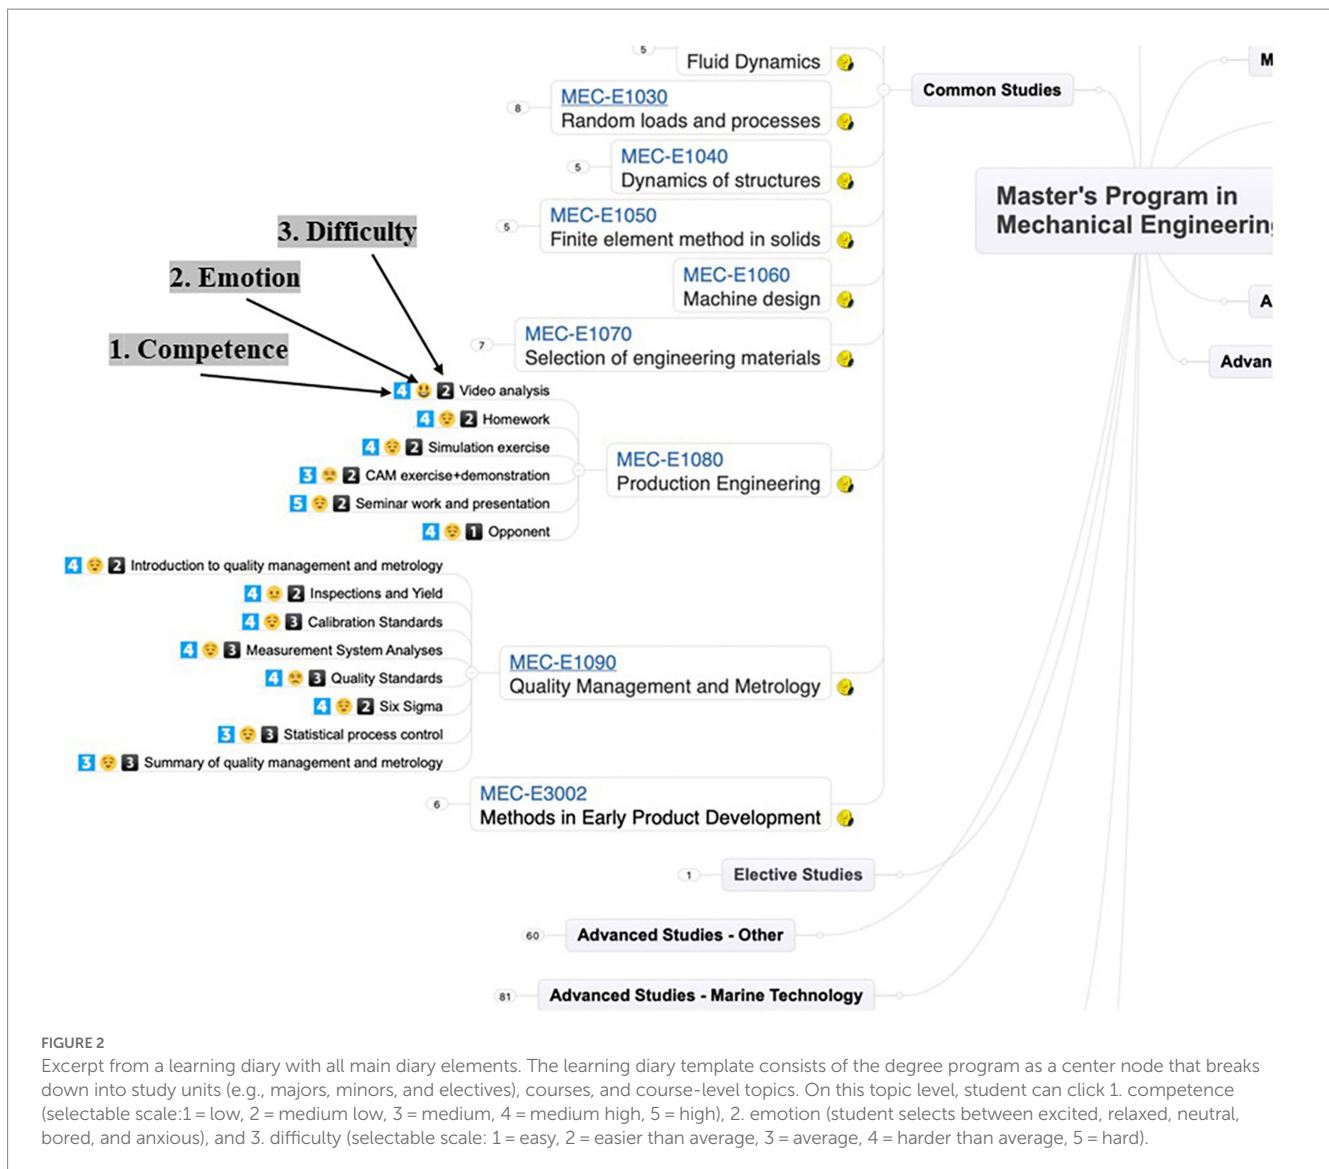 5
Fluid Dynamics
Common Studies
M
8
MEC-E1030
Random loads and processes
MEC-E1040
5
Dynamics of structures
Master's Program in
Mechanical Engineering
MEC-E1050
5
Finite element method in solids
3. Difficulty
MEC-E1060
Machine design
2. Emotion
A
MEC-E1070
7
Selection of engineering materials
1. Competence
Advan
4 2 Video analysis
4 2 Homework
4 2 Simulation exercise
3 2 CAM exercise+demonstration
5 2 Seminar work and presentation
4 1 Opponent
MEC-E1080
Production Engineering
4 2 Introduction to quality management and metrology
4 2 Inspections and Yield
4 3 Calibration Standards
4 3 Measurement System Analyses
4 3 Quality Standards
4 2 Six Sigma
3 3 Statistical process control
3 3 Summary of quality management and metrology
MEC-E1090
Quality Management and Metrology
MEC-E3002
6
Methods in Early Product Development
1 Elective Studies
60 Advanced Studies - Other
81 Advanced Studies - Marine Technology
FIGURE 2
Excerpt from a learning diary with all main diary elements. The learning diary template consists of the degree program as a center node that breaks
down into study units (e.g., majors, minors, and electives), courses, and course-level topics. On this topic level, student can click 1. competence
(selectable scale:1 = low, 2 = medium low, 3 = medium, 4 = medium high, 5 = high), 2. emotion (student selects between excited, relaxed, neutral,
bored, and anxious), and 3. difficulty (selectable scale: 1 = easy, 2 = easier than average, 3 = average, 4 = harder than average, 5 = hard).